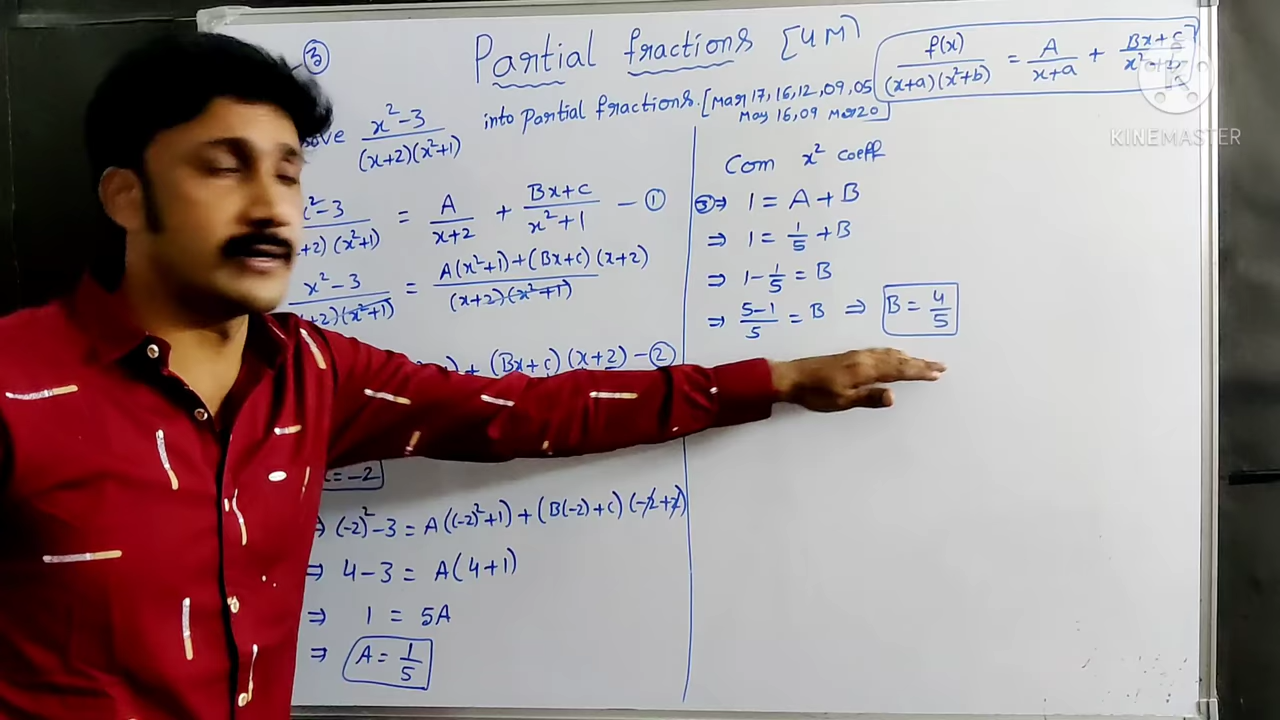 ③
Partial fractions [4M]
f(x)/(x+a)(x²+b) = A/x+a + Bx+c/x²+b
x²-3/(x+2)(x²+1) into Partial fractions. [Mar 17, 16, 12, 09, 05
May 16, 09 Mar 20]
KINEMASTER
x²-3/+2)(x²+1) = A/x+2 + Bx+c/x²+1 — ①
x²-3/+2)(x²+1) = A(x²+1)+(Bx+c)(x+2)/(x+2)(x²+1)
) + (Bx+c)(x+2) — ②
= -2
⇒ (-2)²-3 = A((-2)²+1) + (B(-2)+c)(-2+2)
⇒ 4-3 = A(4+1)
⇒ 1 = 5A
⇒ A = 1/5
Com x² coeff
③⇒ 1 = A+B
⇒ 1 = 1/5 + B
⇒ 1-1/5 = B
⇒ 5-1/5 = B ⇒ B = 4/5